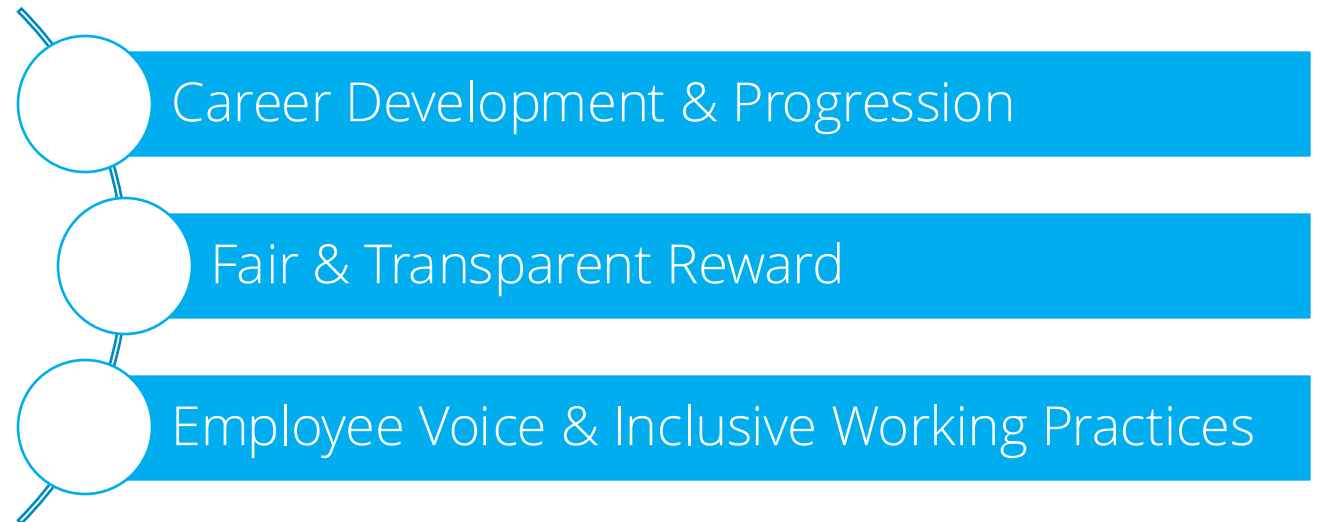 Career Development & Progression
Fair & Transparent Reward
Employee Voice & Inclusive Working Practices